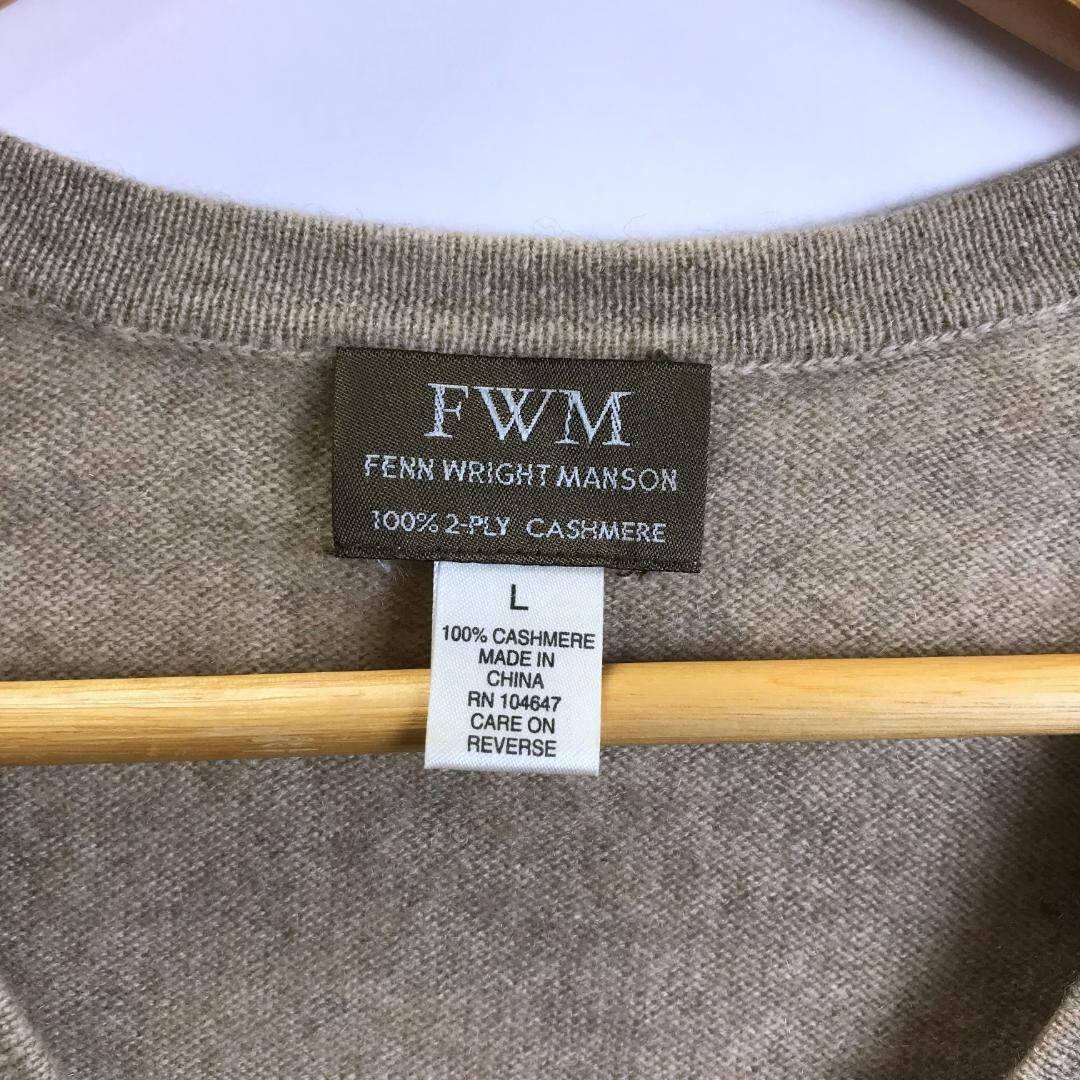 FWM
FENN WRIGHT MANSON
100% 2-PLY CASHMERE
L
100% CASHMERE
MADE IN
CHINA
RN 104647
CARE ON
REVERSE